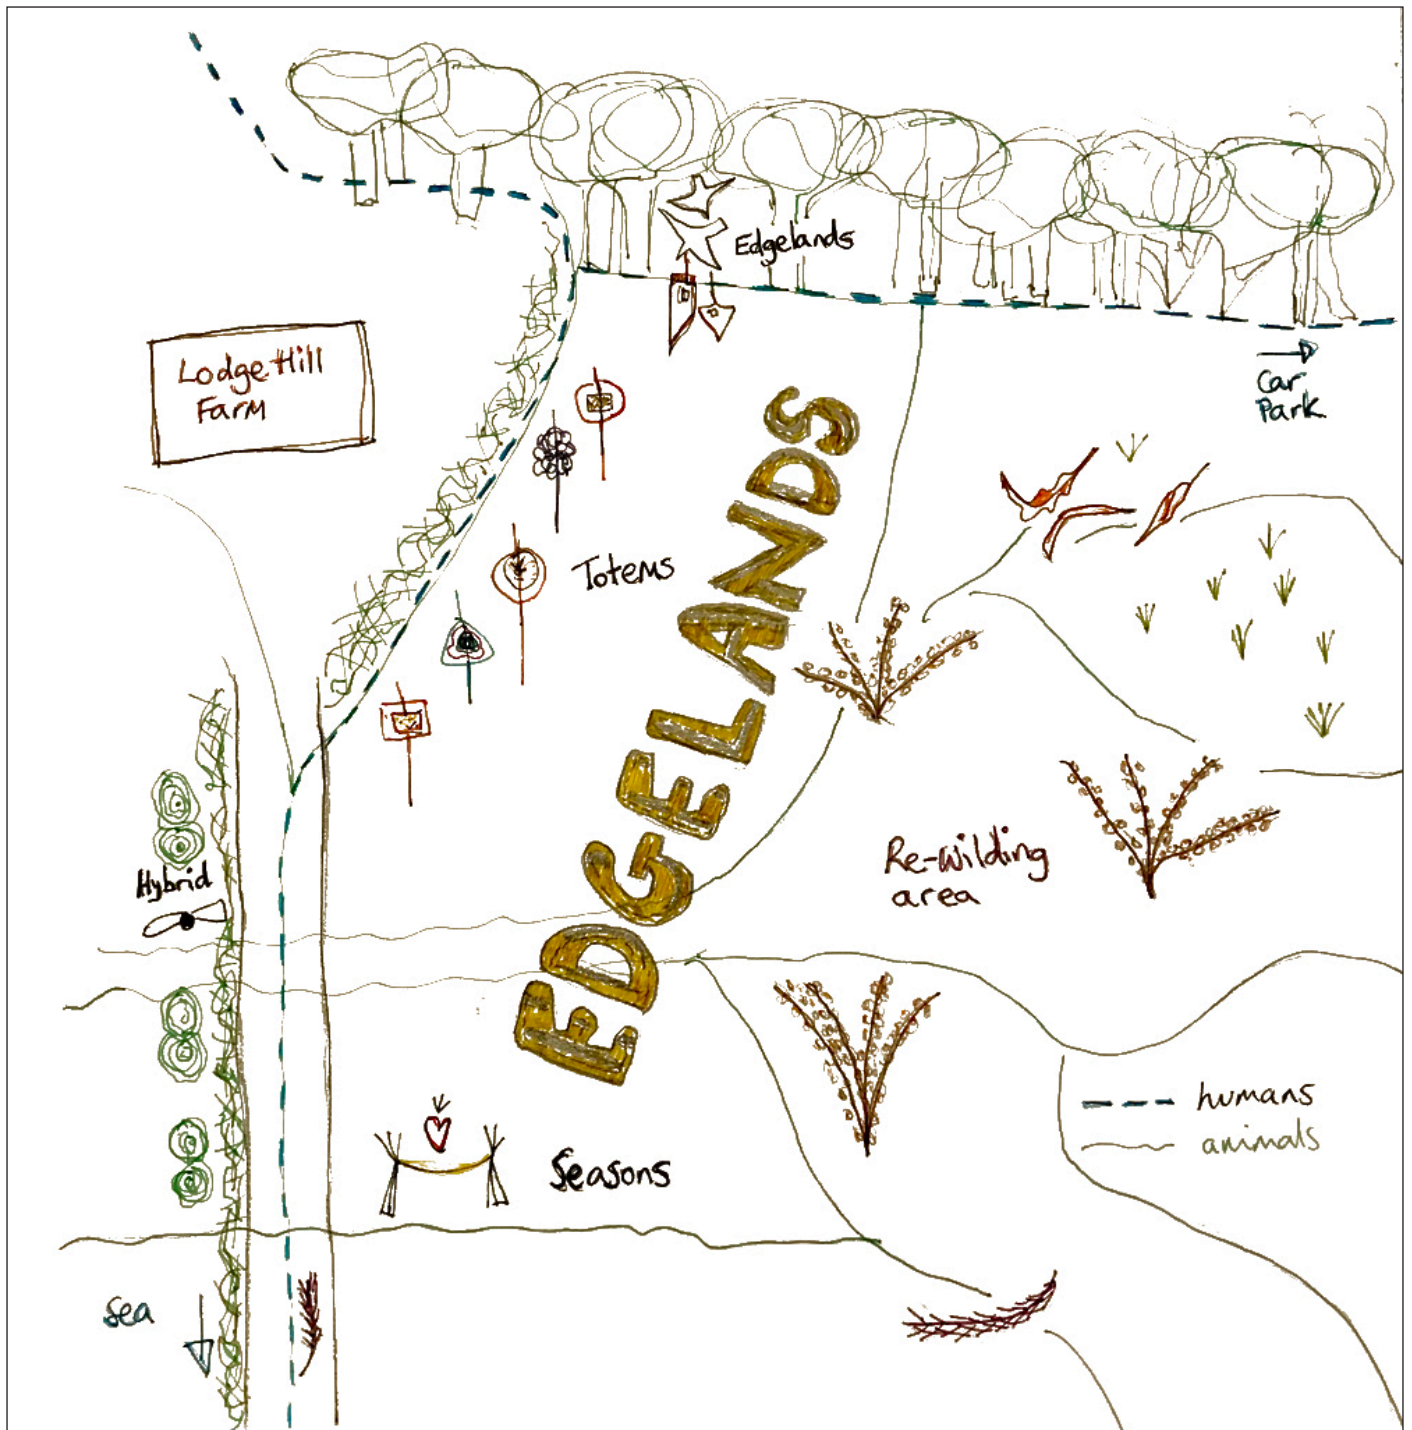 Edgelands
Lodge Hill
Farm
Car
Park
EDGELANDS
Totems
Hybrid
Re-wilding
area
humans
animals
Seasons
Sea